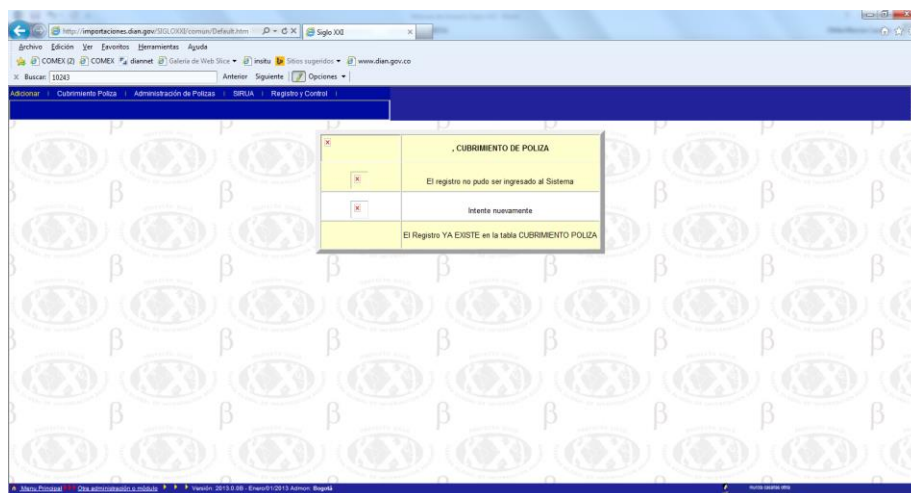 http://importaciones.dian.gov/SIGLOXXI/comun/Default.htm
Siglo XXI
Archivo Edición Ver Favoritos Herramientas Ayuda
COMEX (2) COMEX diannet Galería de Web Slice insitu Sitios sugeridos www.dian.gov.co
Buscar: 10243 Anterior Siguiente Opciones
Adicionar | Cubrimiento Poliza | Administración de Polizas | SIRIJA | Registro y Control |
, CUBRIMIENTO DE POLIZA
El registro no pudo ser ingresado al Sistema
Intente nuevamente
El Registro YA EXISTE en la tabla CUBRIMIENTO POLIZA
Menu Principal Otra administración o módulo Versión: 2013.0.08 - Enero/01/2013 Admon: Bogotá